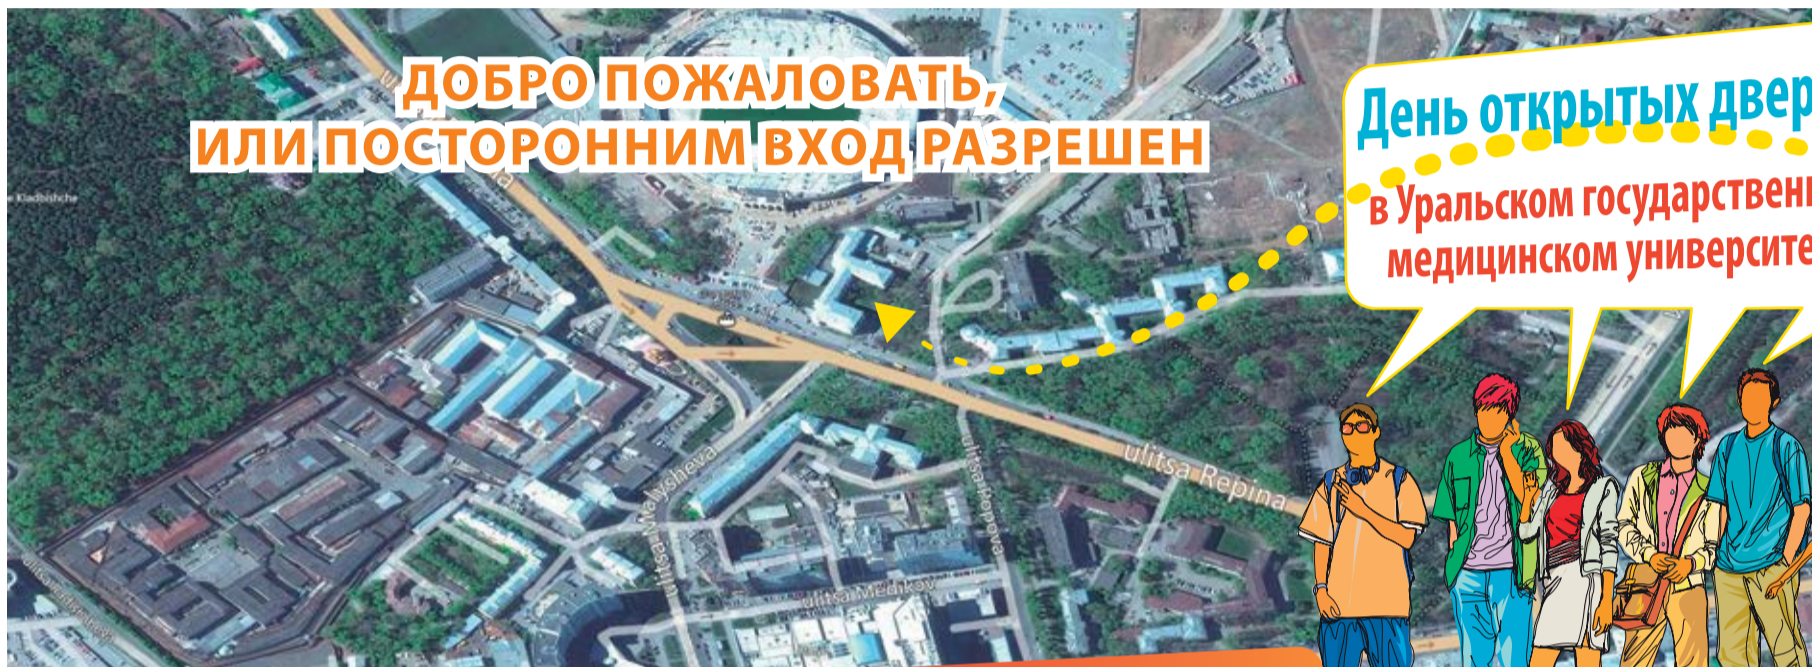 ДОБРО ПОЖАЛОВАТЬ,
ИЛИ ПОСТОРОННИМ ВХОД РАЗРЕШЕН
День открытых двер
в Уральском государствен
медицинском университе
e Kladbishche
ulitsa Repina
ulitsa Malysheva
ulitsa Medikov